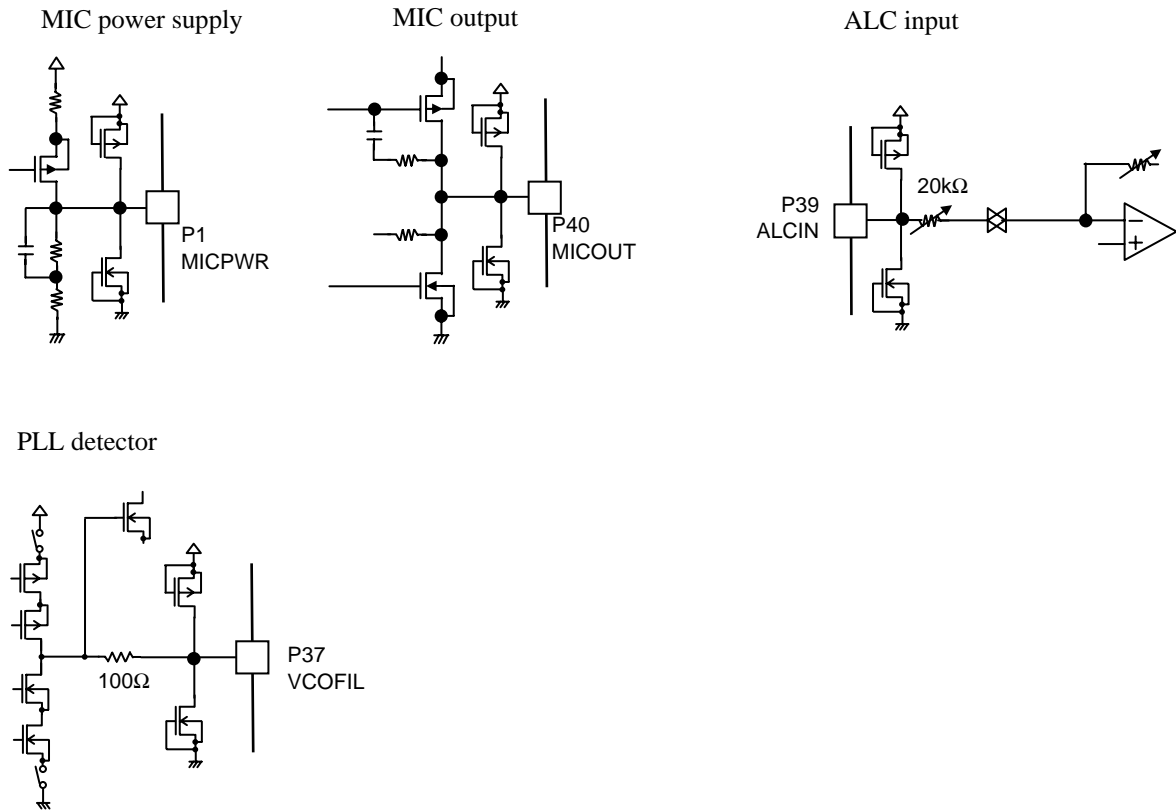 MIC power supply
MIC output
ALC input
P1
MICPWR
P40
MICOUT
P39
ALCIN
20kΩ
−
+
PLL detector
100Ω
P37
VCOFIL